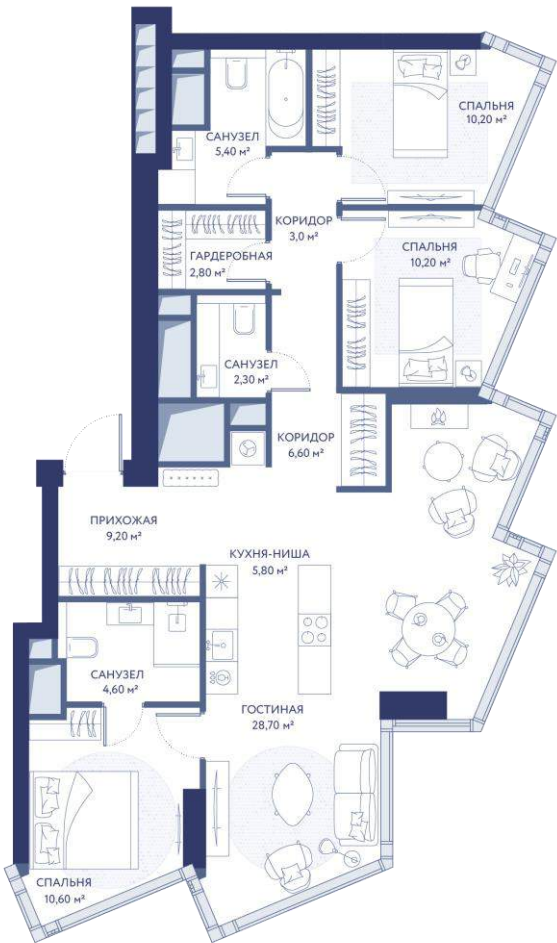 СПАЛЬНЯ
10,20 м²
САНУЗЕЛ
5,40 м²
КОРИДОР
3,0 м²
ГАРДЕРОБНАЯ
2,80 м²
СПАЛЬНЯ
10,20 м²
САНУЗЕЛ
2,30 м²
КОРИДОР
6,60 м²
ПРИХОЖАЯ
9,20 м²
КУХНЯ-НИША
5,80 м²
САНУЗЕЛ
4,60 м²
ГОСТИНАЯ
28,70 м²
СПАЛЬНЯ
10,60 м²